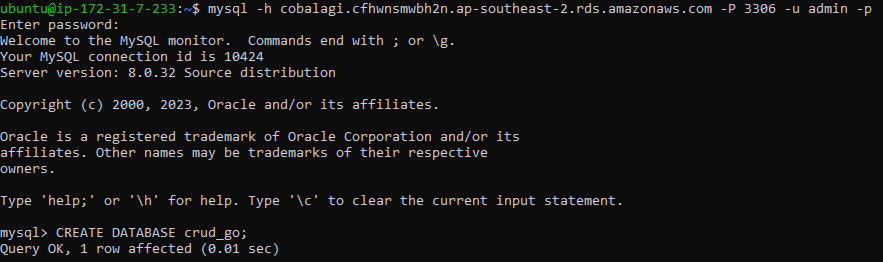 ubuntu@ip-172-31-7-233:~$ mysql -h cobalagi.cfhwnsmwbh2n.ap-southeast-2.rds.amazonaws.com -P 3306 -u admin -p
Enter password:
Welcome to the MySQL monitor.  Commands end with ; or \g.
Your MySQL connection id is 10424
Server version: 8.0.32 Source distribution

Copyright (c) 2000, 2023, Oracle and/or its affiliates.

Oracle is a registered trademark of Oracle Corporation and/or its
affiliates. Other names may be trademarks of their respective
owners.

Type 'help;' or '\h' for help. Type '\c' to clear the current input statement.

mysql> CREATE DATABASE crud_go;
Query OK, 1 row affected (0.01 sec)